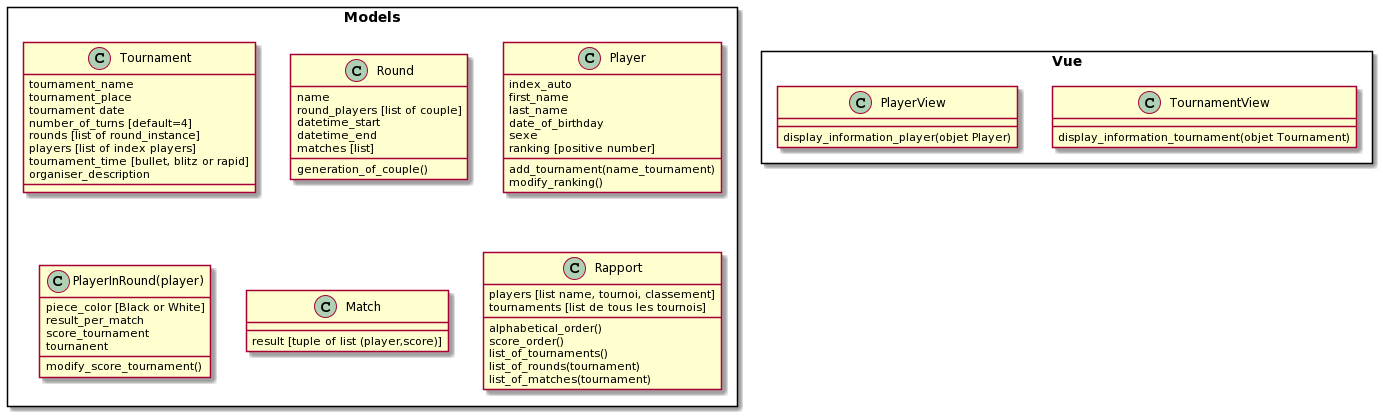 Models
C Tournament
tournament_name
tournament_place
tournament date
number_of_turns [default=4]
rounds [list of round_instance]
players [list of index players]
tournament_time [bullet, blitz or rapid]
organiser_description
C Round
name
round_players [list of couple]
datetime_start
datetime_end
matches [list]
generation_of_couple()
C Player
index_auto
first_name
last_name
date_of_birthday
sexe
ranking [positive number]
add_tournament(name_tournament)
modify_ranking()
C PlayerInRound(player)
piece_color [Black or White]
result_per_match
score_tournament
tournanent
modify_score_tournament()
C Match
result [tuple of list (player,score)]
C Rapport
players [list name, tournoi, classement]
tournaments [list de tous les tournois]
alphabetical_order()
score_order()
list_of_tournaments()
list_of_rounds(tournament)
list_of_matches(tournament)
Vue
C PlayerView
display_information_player(objet Player)
C TournamentView
display_information_tournament(objet Tournament)